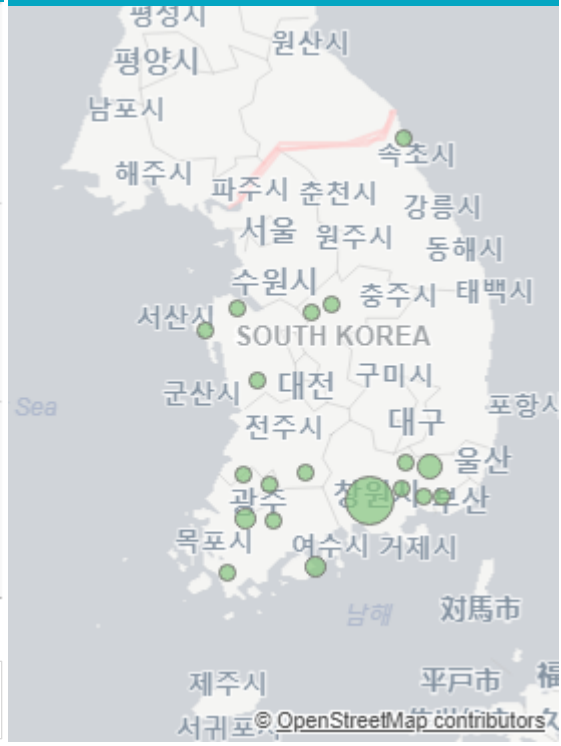 평성시
원산시
평양시
남포시
속초시
해주시
파주시 춘천시
강릉시
서울 원주시
동해시
수원시
충주시 태백시
서산시
SOUTH KOREA
구미시
군산시 대전
Sea
포항시
전주시 대구
울산
창원시 부산
광주
목포시 여수시 거제시
남해 対馬市
제주시 平戸市 福
서귀포
© OpenStreetMap contributors
久